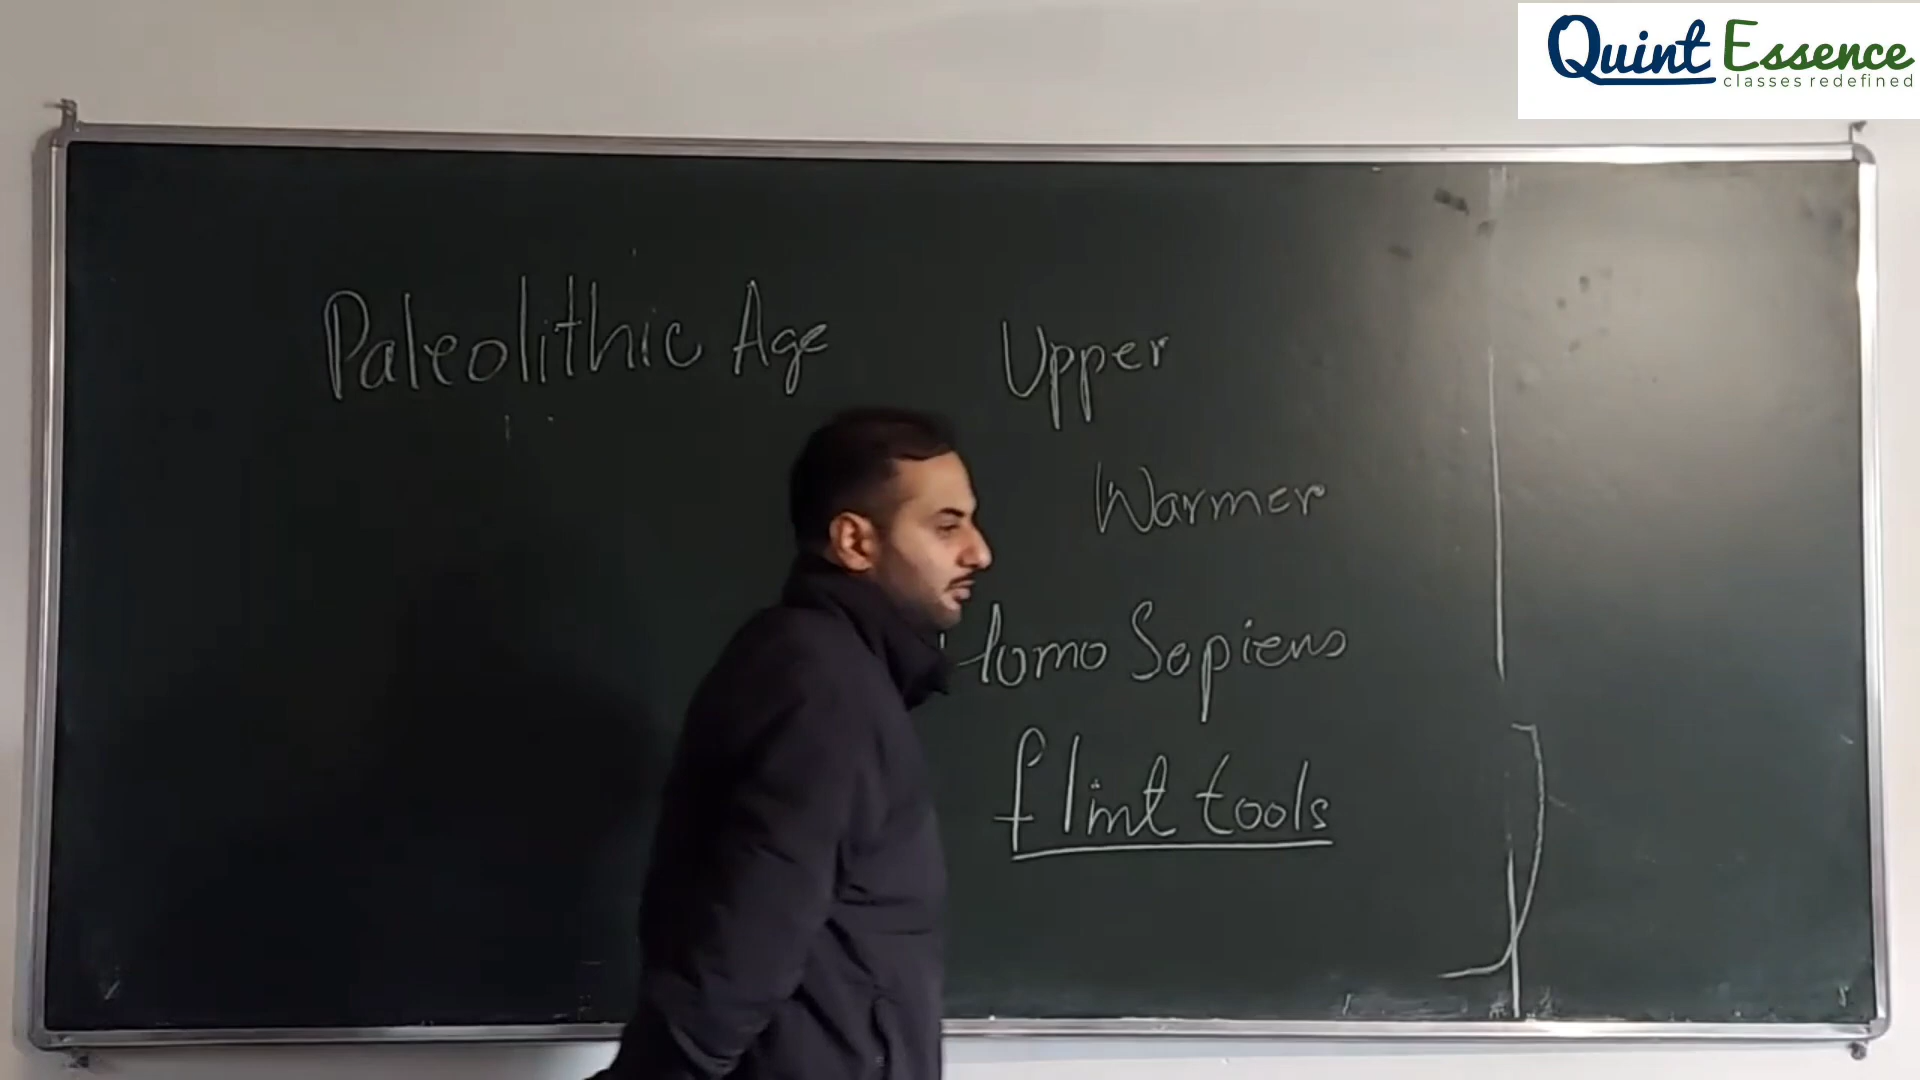 Quint Essence
classes redefined
Paleolithic Age Upper
Warmer
Homo Sapiens
flint tools